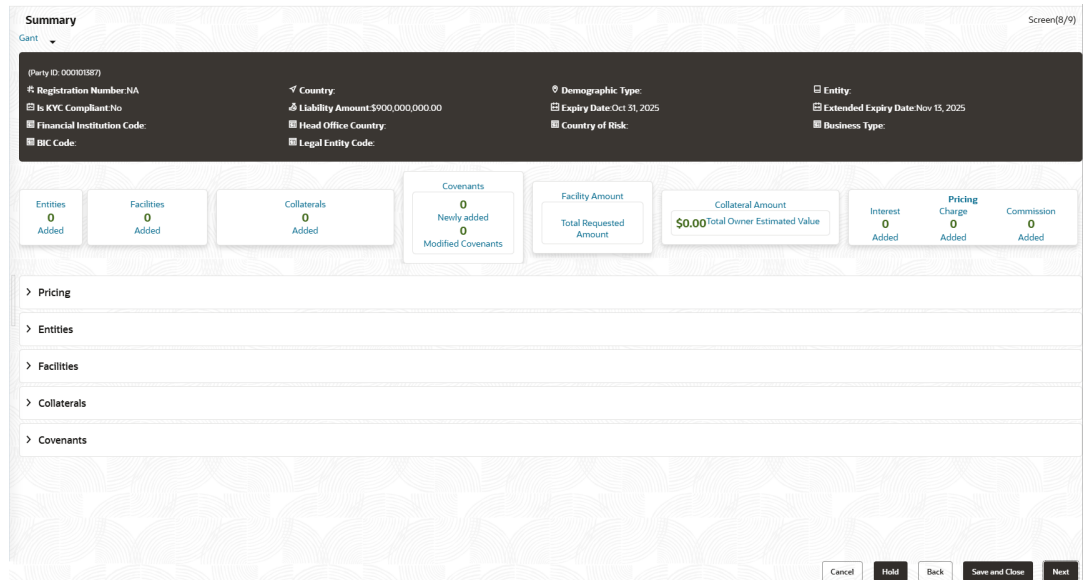 Summary
Screen(8/9)
Gant
(Party ID: 000101387)
Registration Number:NA
Country:
Demographic Type:
Entity:
Is KYC Compliant:No
Liability Amount:$900,000,000.00
Expiry Date:Oct 31, 2025
Extended Expiry Date:Nov 13, 2025
Financial Institution Code:
Head Office Country:
Country of Risk:
Business Type:
BIC Code:
Legal Entity Code:
Entities
0
Added
Facilities
0
Added
Collaterals
0
Added
Covenants
0
Newly added
0
Modified Covenants
Facility Amount
Total Requested
Amount
Collateral Amount
$0.00 Total Owner Estimated Value
Pricing
Interest
0
Added
Charge
0
Added
Commission
0
Added
Pricing
Entities
Facilities
Collaterals
Covenants
Cancel
Hold
Back
Save and Close
Next